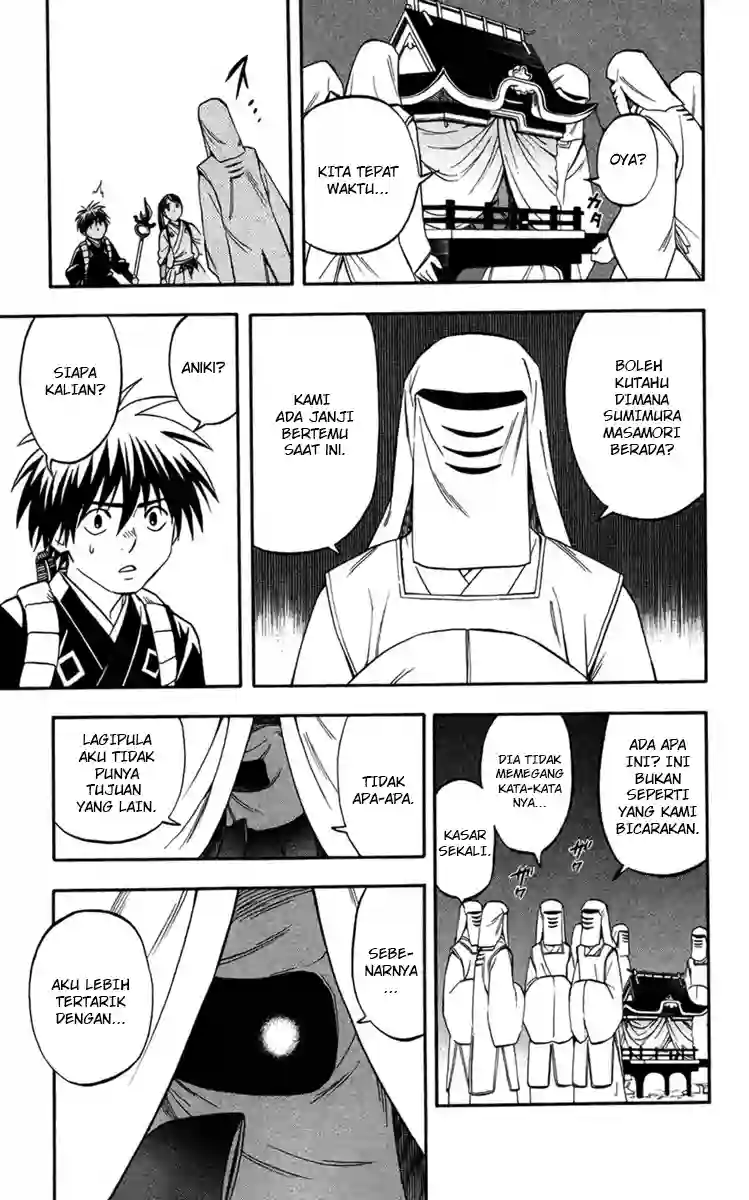 OYA?
KITA TEPAT
WAKTU...
カタ
BOLEH
KUTAHU
DIMANA
SUMIMURA
MASAMORI
BERADA?
KAMI
ADA JANJI
BERTEMU
SAAT INI.
ANIKI?
SIAPA
KALIAN?
ADA APA
INI? INI
BUKAN
SEPERTI
YANG KAMI
BICARAKAN.
DIA TIDAK
MEMEGANG
KATA-KATA
NYA...
KASAR
SEKALI.
TIDAK
APA-APA.
LAGIPULA
AKU TIDAK
PUNYA
TUJUAN
YANG LAIN.
SEBE-
NARNYA
...
AKU LEBIH
TERTARIK
DENGAN...